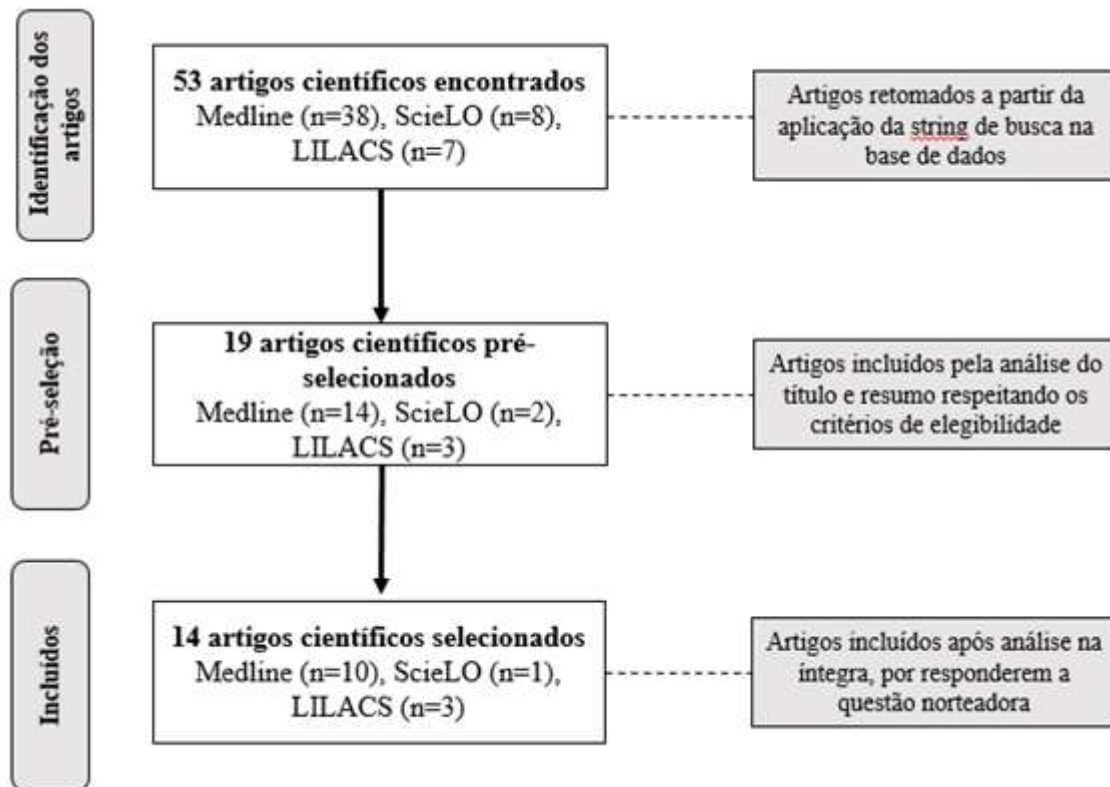 Identificação dos
artigos
53 artigos científicos encontrados
Medline (n=38), ScieLO (n=8),
LILACS (n=7)
Artigos retomados a partir da
aplicação da string de busca na
base de dados
Pré-seleção
19 artigos científicos pré-
selecionados
Medline (n=14), ScieLO (n=2),
LILACS (n=3)
Artigos incluídos pela análise do
título e resumo respeitando os
critérios de elegibilidade
Incluídos
14 artigos científicos selecionados
Medline (n=10), ScieLO (n=1),
LILACS (n=3)
Artigos incluídos após análise na
íntegra, por responderem a
questão norteadora